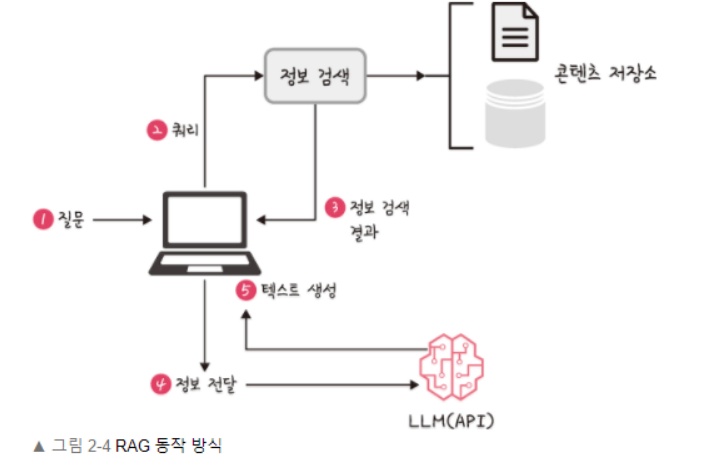 정보 검색
콘텐츠 저장소
2 쿼리
1 질문
3 정보 검색
결과
5 텍스트 생성
4 정보 전달
LLM(API)
▲ 그림 2-4 RAG 동작 방식